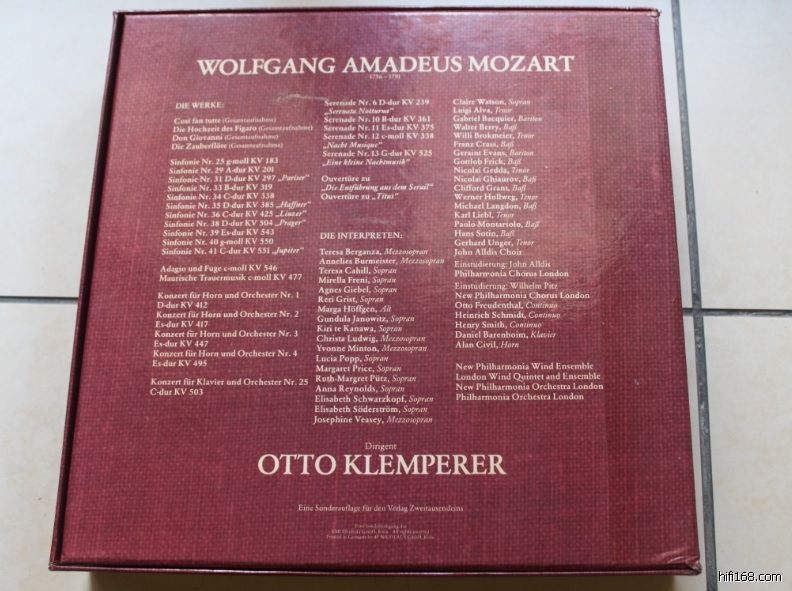 WOLFGANG AMADEUS MOZART
1756 - 1791
DIE WERKE:
Cosi fan tutte (Gesamtaufnahme)
Die Hochzeit des Figaro (Gesamtaufnahme)
Don Giovanni (Gesamtaufnahme)
Die Zauberflöte (Gesamtaufnahme)
Sinfonie Nr. 25 g-moll KV 183
Sinfonie Nr. 29 A-dur KV 201
Sinfonie Nr. 31 D-dur KV 297 „Pariser"
Sinfonie Nr. 33 B-dur KV 319
Sinfonie Nr. 34 C-dur KV 338
Sinfonie Nr. 35 D-dur KV 385 „Haffner"
Sinfonie Nr. 36 C-dur KV 425 „Linzer"
Sinfonie Nr. 38 D-dur KV 504 „Prager"
Sinfonie Nr. 39 Es-dur KV 543
Sinfonie Nr. 40 g-moll KV 550
Sinfonie Nr. 41 C-dur KV 551 „Jupiter"
Adagio und Fuge c-moll KV 546
Maurische Trauermusik c-moll KV 477
Konzert für Horn und Orchester Nr. 1
D-dur KV 412
Konzert für Horn und Orchester Nr. 2
Es-dur KV 417
Konzert für Horn und Orchester Nr. 3
Es-dur KV 447
Konzert für Horn und Orchester Nr. 4
Es-dur KV 495
Konzert für Klavier und Orchester Nr. 25
C-dur KV 503
Serenade Nr. 6 D-dur KV 239
„Serenata Notturna"
Serenade Nr. 10 B-dur KV 361
Serenade Nr. 11 Es-dur KV 375
Serenade Nr. 12 c-moll KV 338
„Nacht Musique"
Serenade Nr. 13 G-dur KV 525
„Eine kleine Nachtmusik"
Ouvertüre zu
„Die Entführung aus dem Serail"
Ouvertüre zu „Titus"
DIE INTERPRETEN:
Teresa Berganza, Mezzosopran
Annelies Burmeister, Mezzosopran
Teresa Cahill, Sopran
Mirella Freni, Sopran
Agnes Giebel, Sopran
Reri Grist, Sopran
Marga Höffgen, Alt
Gundula Janowitz, Sopran
Kiri te Kanawa, Sopran
Christa Ludwig, Mezzosopran
Yvonne Minton, Mezzosopran
Lucia Popp, Sopran
Margaret Price, Sopran
Ruth-Margret Pütz, Sopran
Anna Reynolds, Sopran
Elisabeth Schwarzkopf, Sopran
Elisabeth Söderström, Sopran
Josephine Veasey, Mezzosopran
Claire Watson, Sopran
Luigi Alva, Tenor
Gabriel Bacquier, Bariton
Walter Berry, Baß
Willi Brokmeier, Tenor
Franz Crass, Baß
Geraint Evans, Bariton
Gottlob Frick, Baß
Nicolai Gedda, Tenor
Nicolai Ghiaurov, Baß
Clifford Grant, Baß
Werner Hollweg, Tenor
Michael Langdon, Baß
Karl Liebl, Tenor
Paolo Montarsolo, Baß
Hans Sotin, Baß
Gerhard Unger, Tenor
John Alldis Choir
Einstudierung: John Alldis
Philharmonia Chorus London
Einstudierung: Wilhelm Pitz
New Philharmonia Chorus London
Otto Freudenthal, Continuo
Heinrich Schmidt, Continuo
Henry Smith, Continuo
Daniel Barenboim, Klavier
Alan Civil, Horn
New Philharmonia Wind Ensemble
London Wind Quintet and Ensemble
New Philharmonia Orchestra London
Philharmonia Orchestra London
Dirigent
OTTO KLEMPERER
Eine Sonderauflage für den Verlag Zweitausendeins
hifi168.com